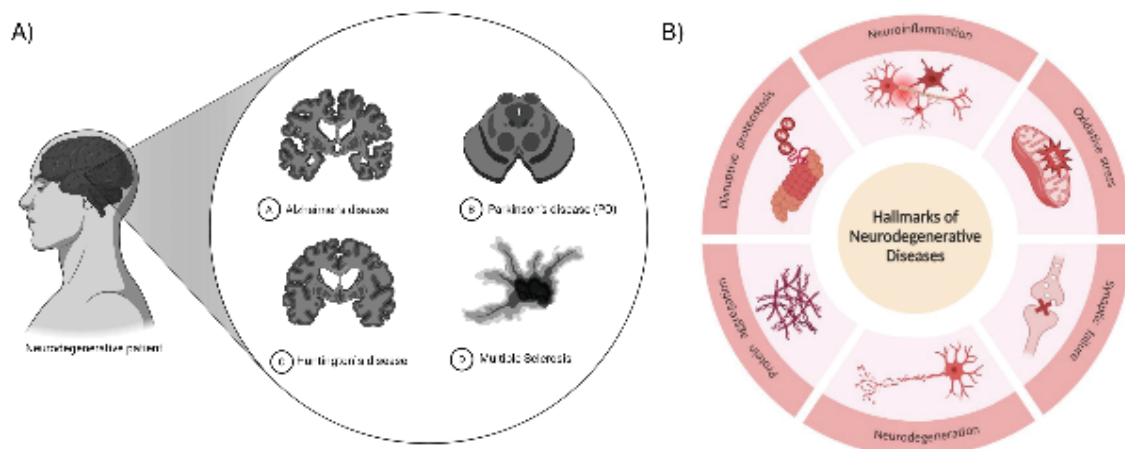 A)
A Alzheimer's disease
B Parkinson's disease (PD)
C Huntington's disease
D Multiple Sclerosis
Neurodegenerative patient
B)
Neuroinflammation
Oxidative stress
Synaptic failure
Neurodegeneration
Protein aggregation
Disruptive proteostasis
Hallmarks of
Neurodegenerative
Diseases